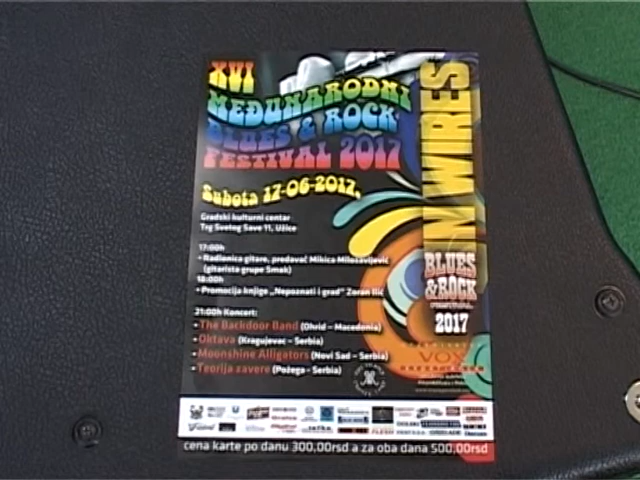 XVI
MEĐUNARODNI
BLUES & ROCK
FESTIVAL 2017
Subota 17-06-2017.
Gradski kulturni centar
Trg Svetog Save 11, Užice
17:00h
• Radionica gitare, predavač Mikica Milosavljević
(gitarista grupe Smak)
18:00h
• Promocija knjige „Nepoznati i grad" Zoran Ilić
21:00h Koncert:
• The Backdoor Band (Ohrid – Macedonia)
• Oktava (Kragujevac – Serbia)
• Moonshine Alligators (Novi Sad – Serbia)
• Teorija zavere (Požega - Serbia)
IN WIRES
BLUES
& ROCK
FESTIVAL
2017
VOX
cena karte po danu 300,00rsd a za oba dana 500,00rsd